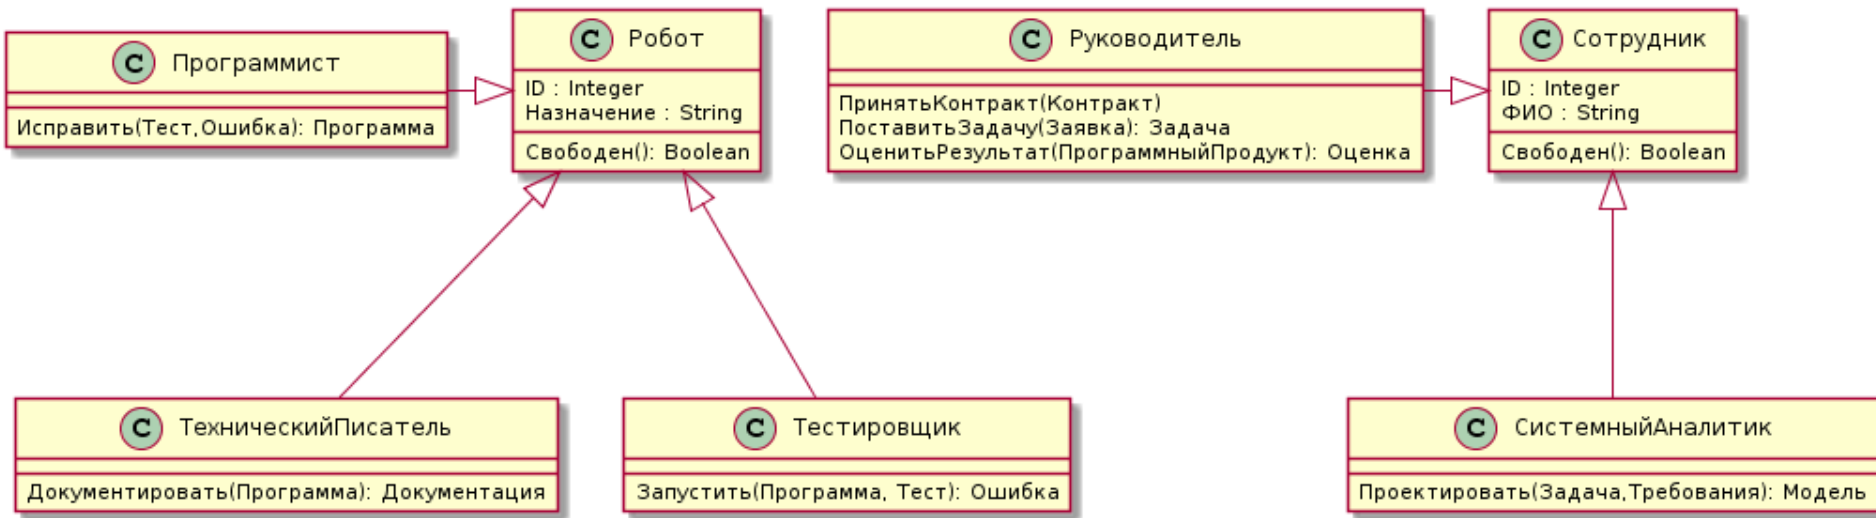 C Программист
Исправить(Тест,Ошибка): Программа
C Робот
ID : Integer
Назначение : String
Свободен(): Boolean
C Руководитель
ПринятьКонтракт(Контракт)
ПоставитьЗадачу(Заявка): Задача
ОценитьРезультат(ПрограммныйПродукт): Оценка
C Сотрудник
ID : Integer
ФИО : String
Свободен(): Boolean
C ТехническийПисатель
Документировать(Программа): Документация
C Тестировщик
Запустить(Программа, Тест): Ошибка
C СистемныйАналитик
Проектировать(Задача,Требования): Модель